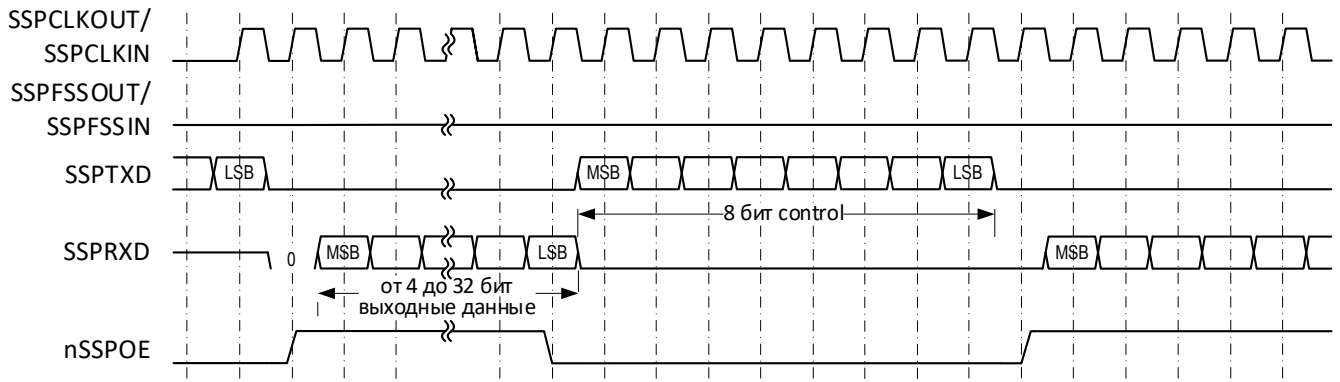 SSPCLKOUT/
SSPCLKIN
SSPFSSOUT/
SSPFSSIN
SSPTXD
LSB
MSB
LSB
8 бит control
SSPRXD
0
MSB
LSB
MSB
от 4 до 32 бит
выходные данные
nSSPOE